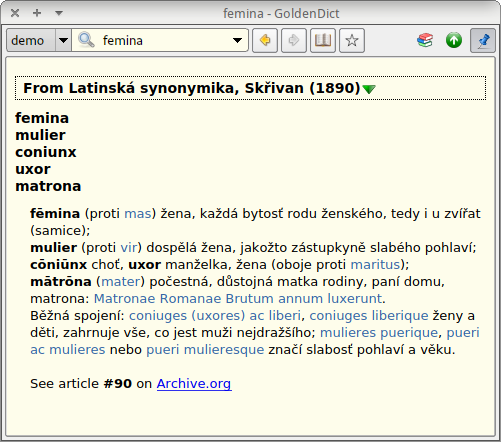 femina - GoldenDict
demo
femina
From Latinská synonymika, Skřivan (1890)
femina
mulier
coniunx
uxor
matrona
fēmina (proti mas) žena, každá bytosť rodu ženského, tedy i u zvířat
(samice);
mulier (proti vir) dospělá žena, jakožto zástupkyně slabého pohlaví;
cōniūnx choť, uxor manželka, žena (oboje proti maritus);
mātrōna (mater) počestná, důstojná matka rodiny, paní domu,
matrona: Matronae Romanae Brutum annum luxerunt.
Běžná spojení: coniuges (uxores) ac liberi, coniuges liberique ženy a
děti, zahrnuje vše, co jest muži nejdražšího; mulieres puerique, pueri
ac mulieres nebo pueri mulieresque značí slabosť pohlaví a věku.
See article #90 on Archive.org